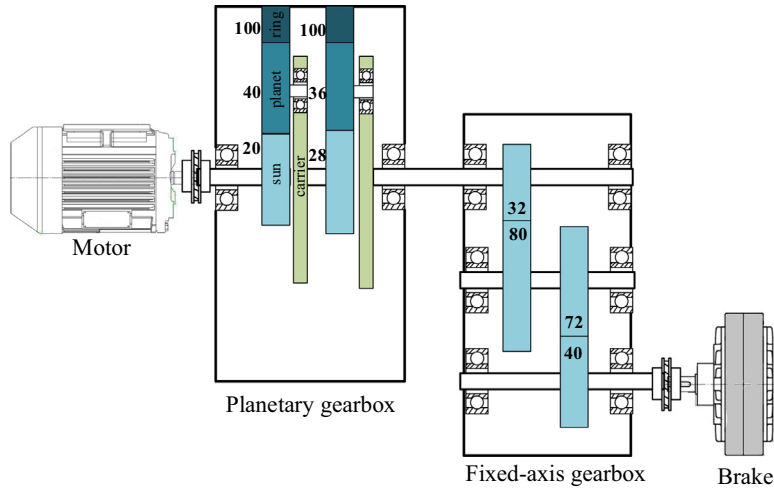 100
ring
100
40
planet
36
20
sun
carrier
28
32
80
72
40
Motor
Planetary gearbox
Fixed-axis gearbox
Brake